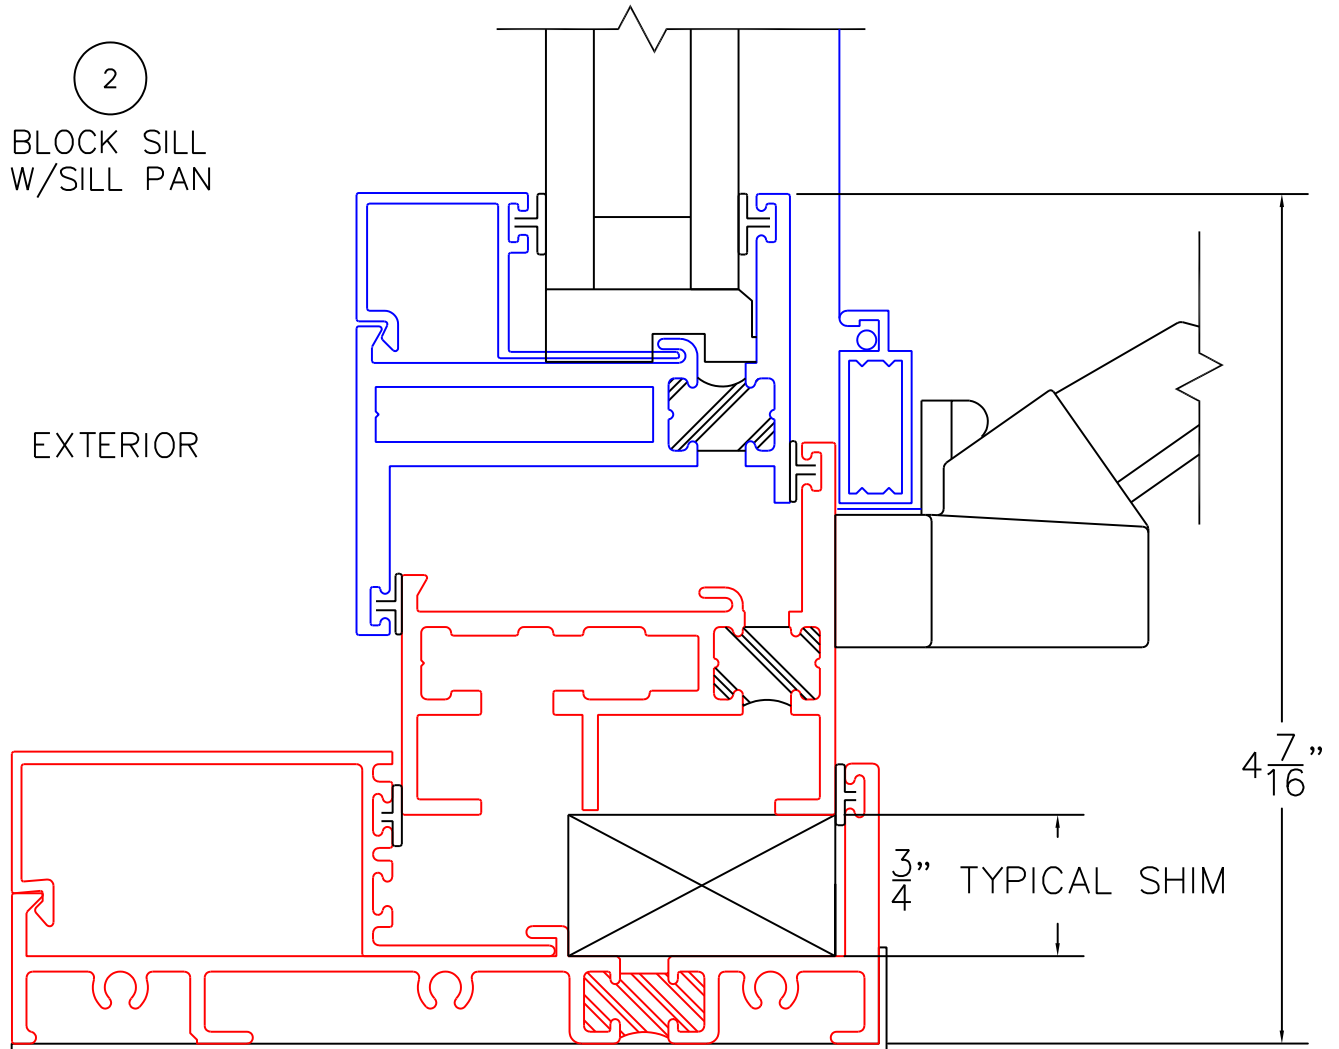 2
BLOCK SILL
W/SILL PAN
EXTERIOR
4 7/16"
3/4" TYPICAL SHIM